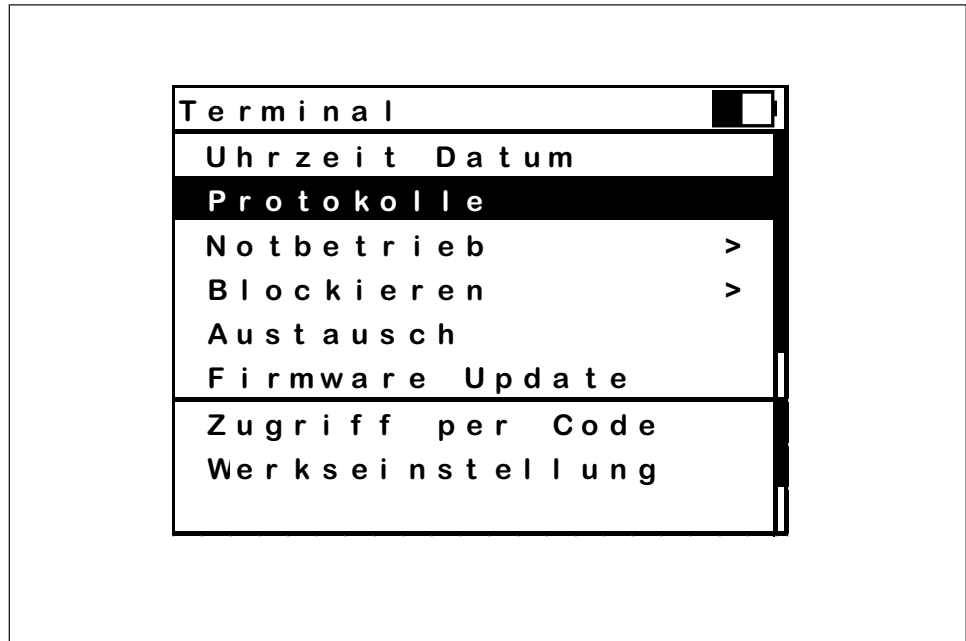 Terminal
Uhrzeit Datum
Protokolle
Notbetrieb >
Blockieren >
Austausch
Firmware Update
Zugriff per Code
Werkseinstellung